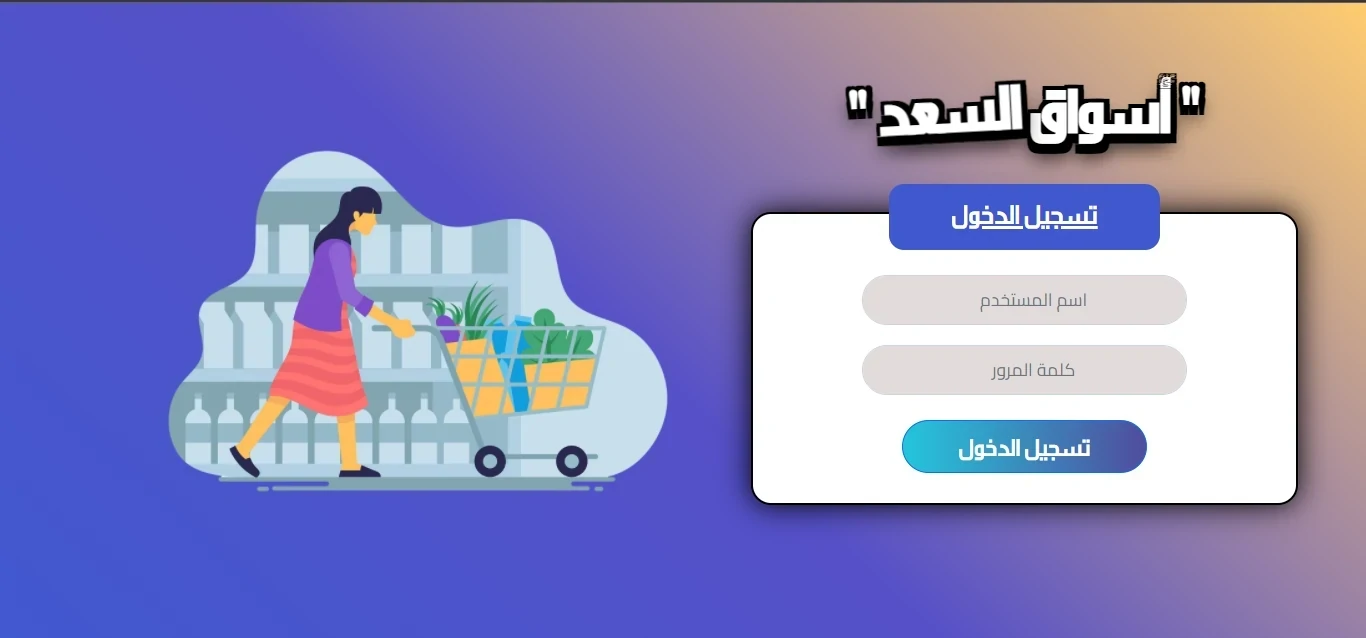 " أسواق السعد "
تسجيل الدخول
اسم المستخدم
كلمة المرور
تسجيل الدخول